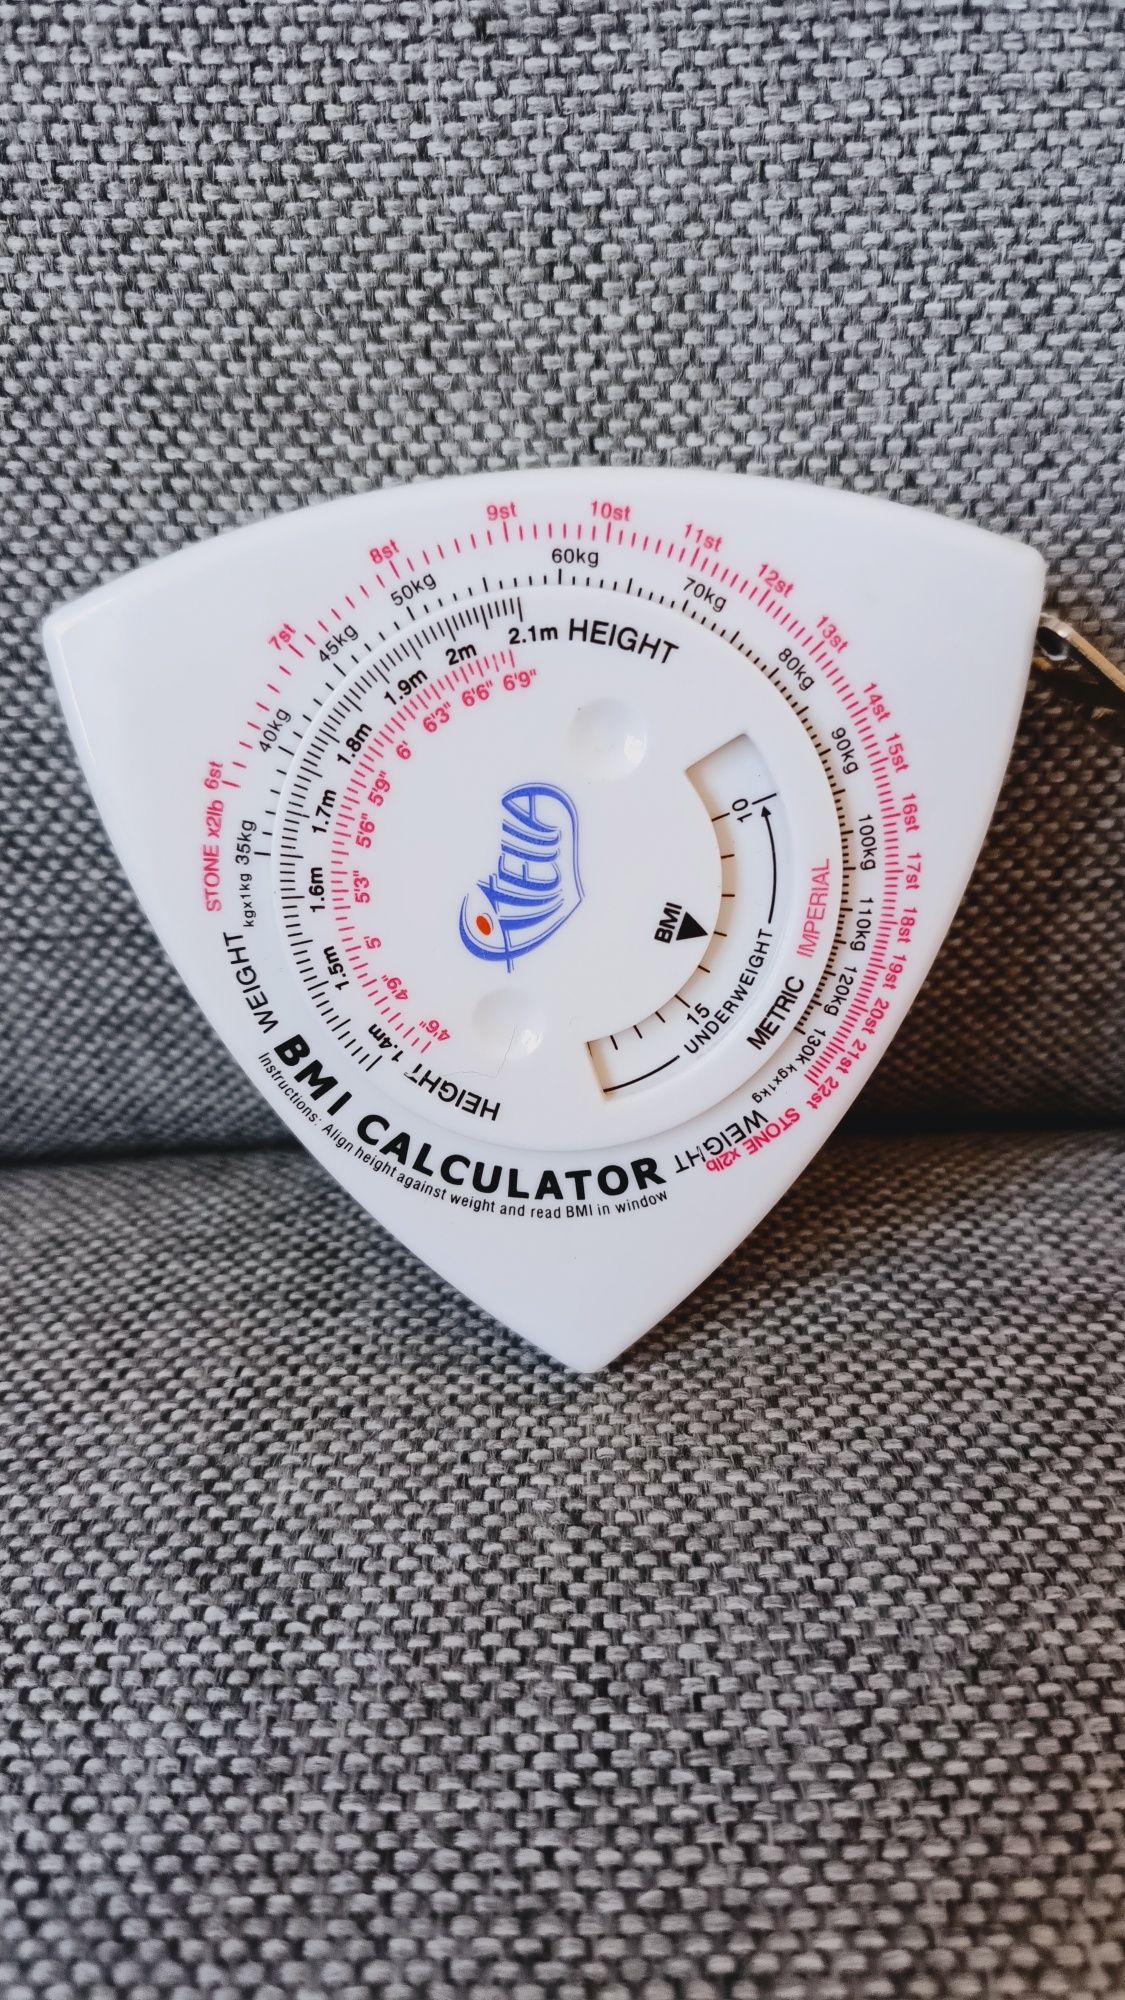 6st 7st 8st 9st 10st 11st 12st 13st 14st 15st 16st 17st 18st 19st 20st 21st 22st
STONE x2lb
STONE x2lb
35kg 40kg 45kg 50kg 60kg 70kg 80kg 90kg 100kg 110kg 120kg 130k
kgx1kg
kgx1kg
WEIGHT
WEIGHT
HEIGHT
1.4m 1.5m 1.6m 1.7m 1.8m 1.9m 2m 2.1m
HEIGHT
4'6" 4'9" 5' 5'3" 5'6" 5'9" 6' 6'3" 6'6" 6'9"
BMI
10
15
UNDERWEIGHT
METRIC IMPERIAL
BMI CALCULATOR
Instructions: Align height against weight and read BMI in window